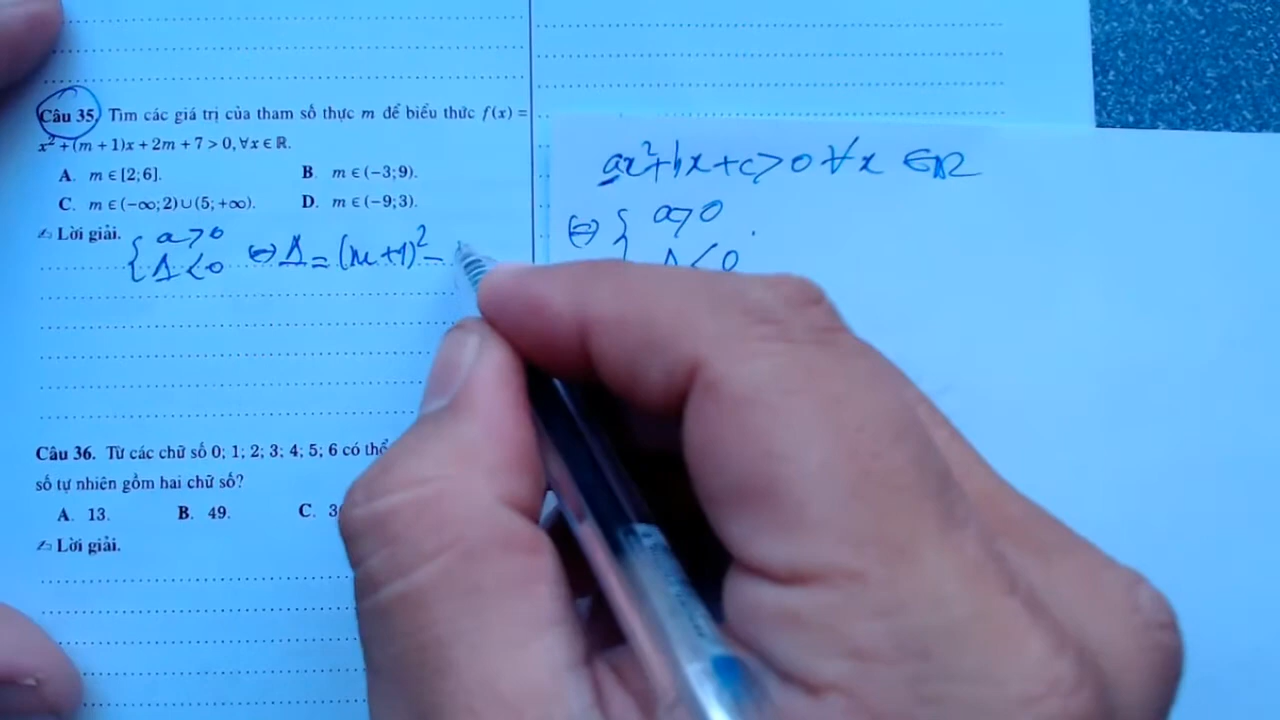 Câu 35. Tìm các giá trị của tham số thực m để biểu thức f(x) =
x² + (m + 1)x + 2m + 7 > 0, ∀x ∈ ℝ.
A. m ∈ [2; 6]. B. m ∈ (−3; 9).
C. m ∈ (−∞; 2) ∪ (5; +∞). D. m ∈ (−9; 3).
Lời giải.
{ a > 0
{ Δ < 0 ⇔ Δ = (m + 1)² −
Câu 36. Từ các chữ số 0; 1; 2; 3; 4; 5; 6 có thể
số tự nhiên gồm hai chữ số?
A. 13. B. 49. C. 3
Lời giải.
ax² + bx + c > 0 ∀x ∈ ℝ
⇔ { a > 0
Δ < 0